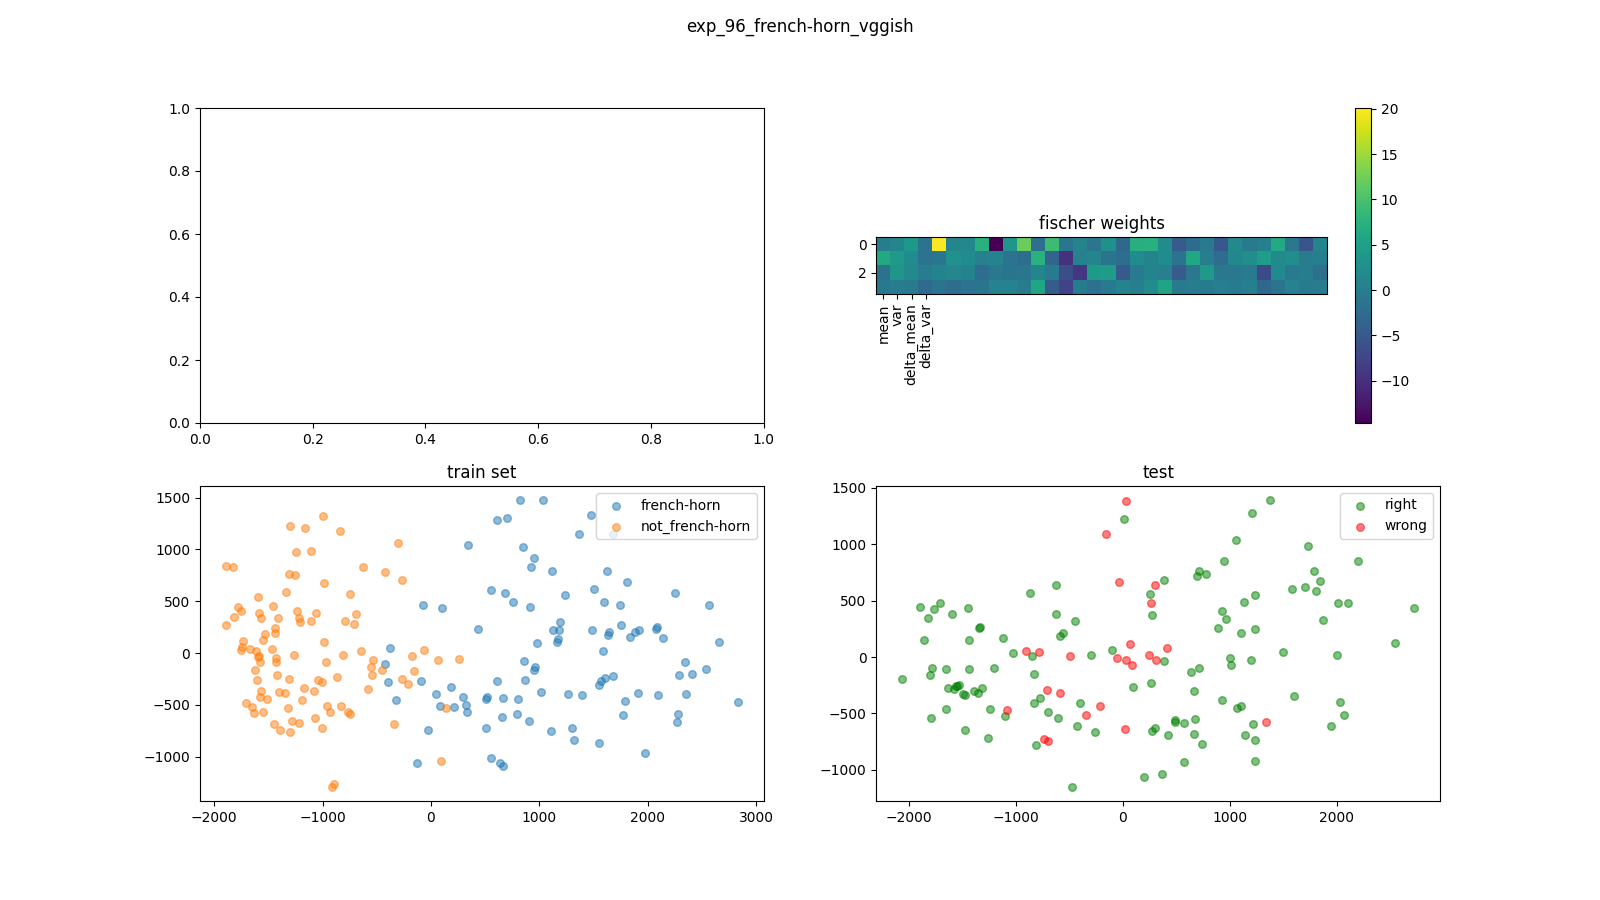 exp_96_french-horn_vggish
1.0
0.8
0.6
0.4
0.2
0.0
0.0 0.2 0.4 0.6 0.8 1.0
fischer weights
0
2
mean
var
delta_mean
delta_var
20
15
10
5
0
−5
−10
train set
1500
1000
500
0
−500
−1000
−2000 −1000 0 1000 2000 3000
french-horn
not_french-horn
test
1500
1000
500
0
−500
−1000
−2000 −1000 0 1000 2000
right
wrong